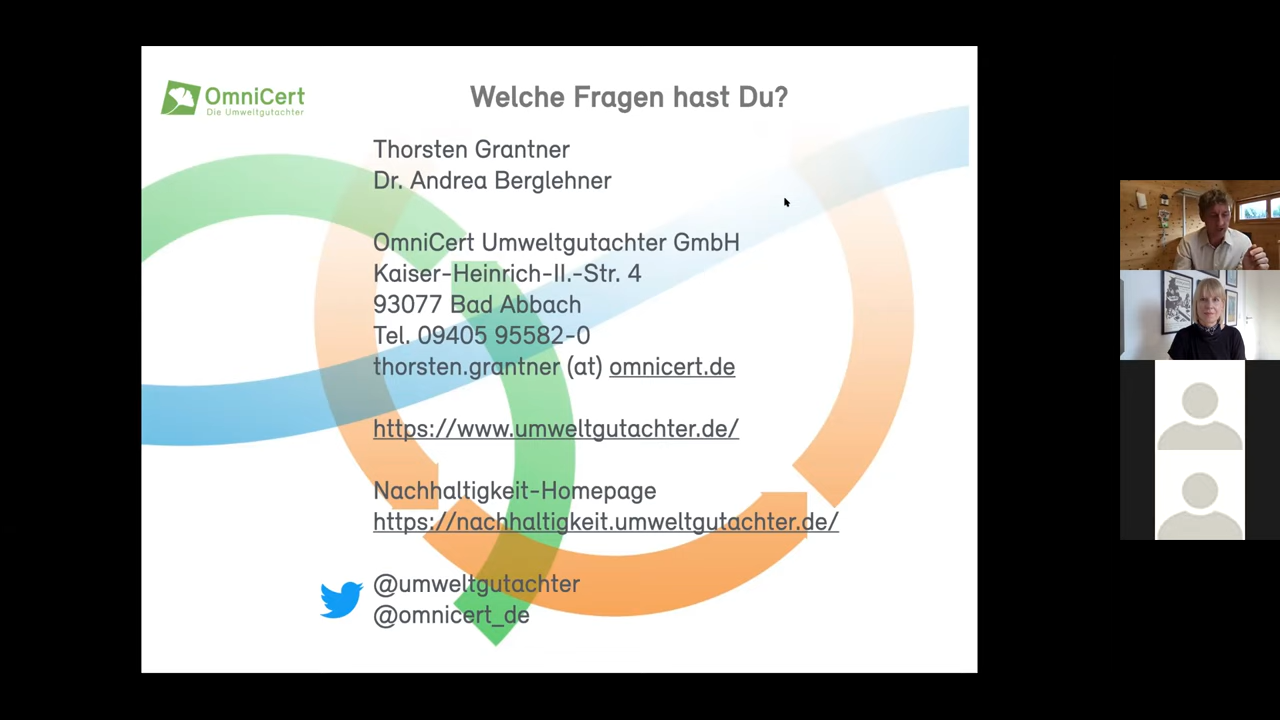 OmniCert
Die Umweltgutachter
Welche Fragen hast Du?
Thorsten Grantner
Dr. Andrea Berglehner
OmniCert Umweltgutachter GmbH
Kaiser-Heinrich-II.-Str. 4
93077 Bad Abbach
Tel. 09405 95582-0
thorsten.grantner (at) omnicert.de
https://www.umweltgutachter.de/
Nachhaltigkeit-Homepage
https://nachhaltigkeit.umweltgutachter.de/
@umweltgutachter
@omnicert_de